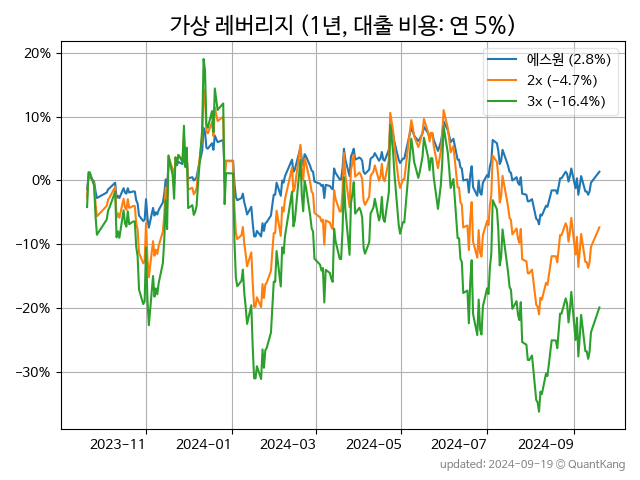 가상 레버리지 (1년, 대출 비용: 연 5%)
에스원 (2.8%)
2x (−4.7%)
3x (−16.4%)
20%
10%
0%
−10%
−20%
−30%
2023−11
2024−01
2024−03
2024−05
2024−07
2024−09
updated: 2024-09-19 ⓒ QuantKang